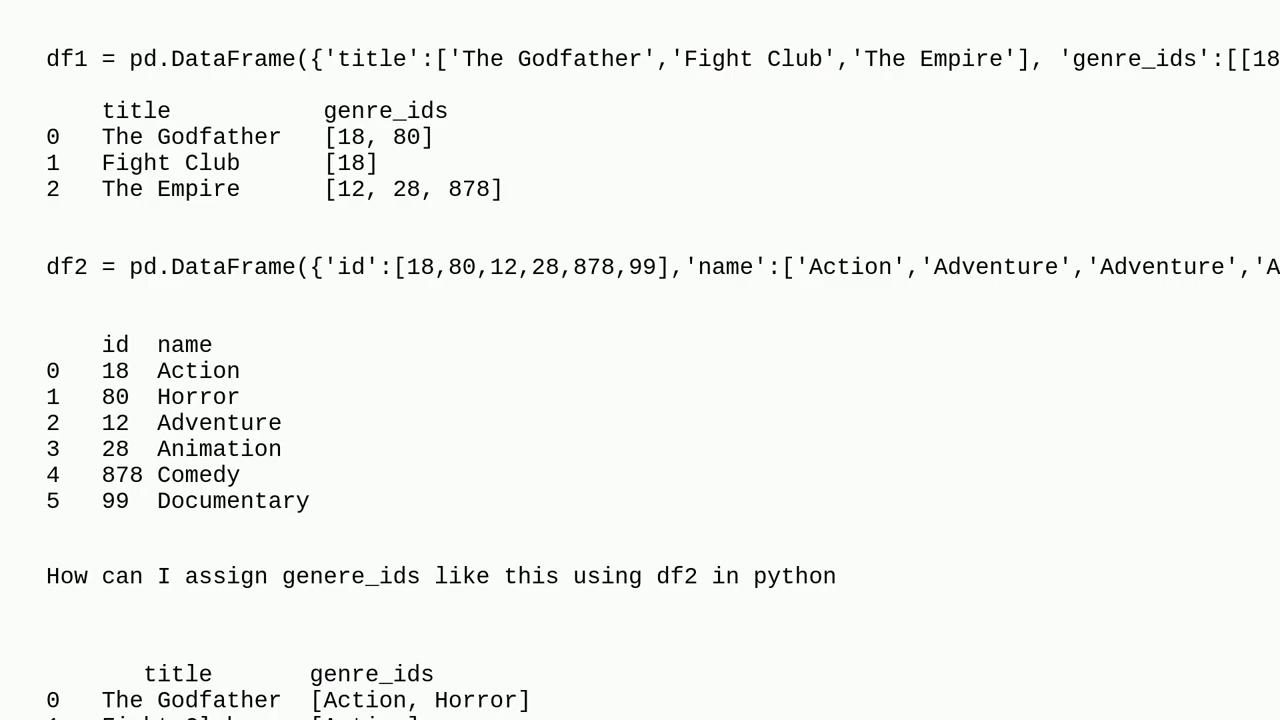 df1 = pd.DataFrame({'title':['The Godfather','Fight Club','The Empire'], 'genre_ids':[[18
title genre_ids
0 The Godfather [18, 80]
1 Fight Club [18]
2 The Empire [12, 28, 878]
df2 = pd.DataFrame({'id':[18,80,12,28,878,99],'name':['Action','Adventure','Adventure','A
id name
0 18 Action
1 80 Horror
2 12 Adventure
3 28 Animation
4 878 Comedy
5 99 Documentary
How can I assign genere_ids like this using df2 in python
title genre_ids
0 The Godfather [Action, Horror]